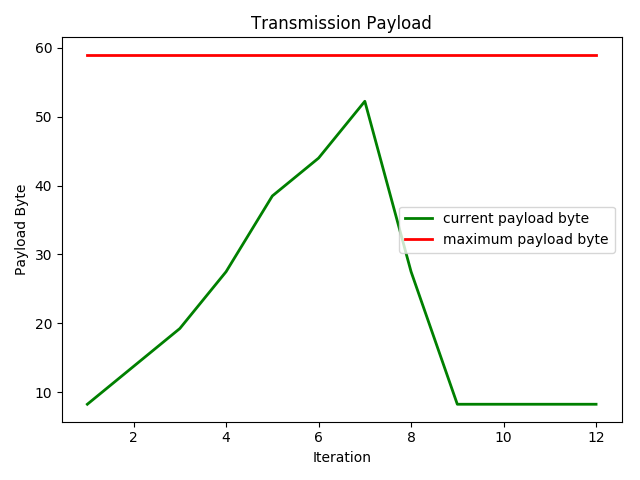 Transmission Payload
60
50
40
30
20
10
Payload Byte
current payload byte
maximum payload byte
2 4 6 8 10 12
Iteration